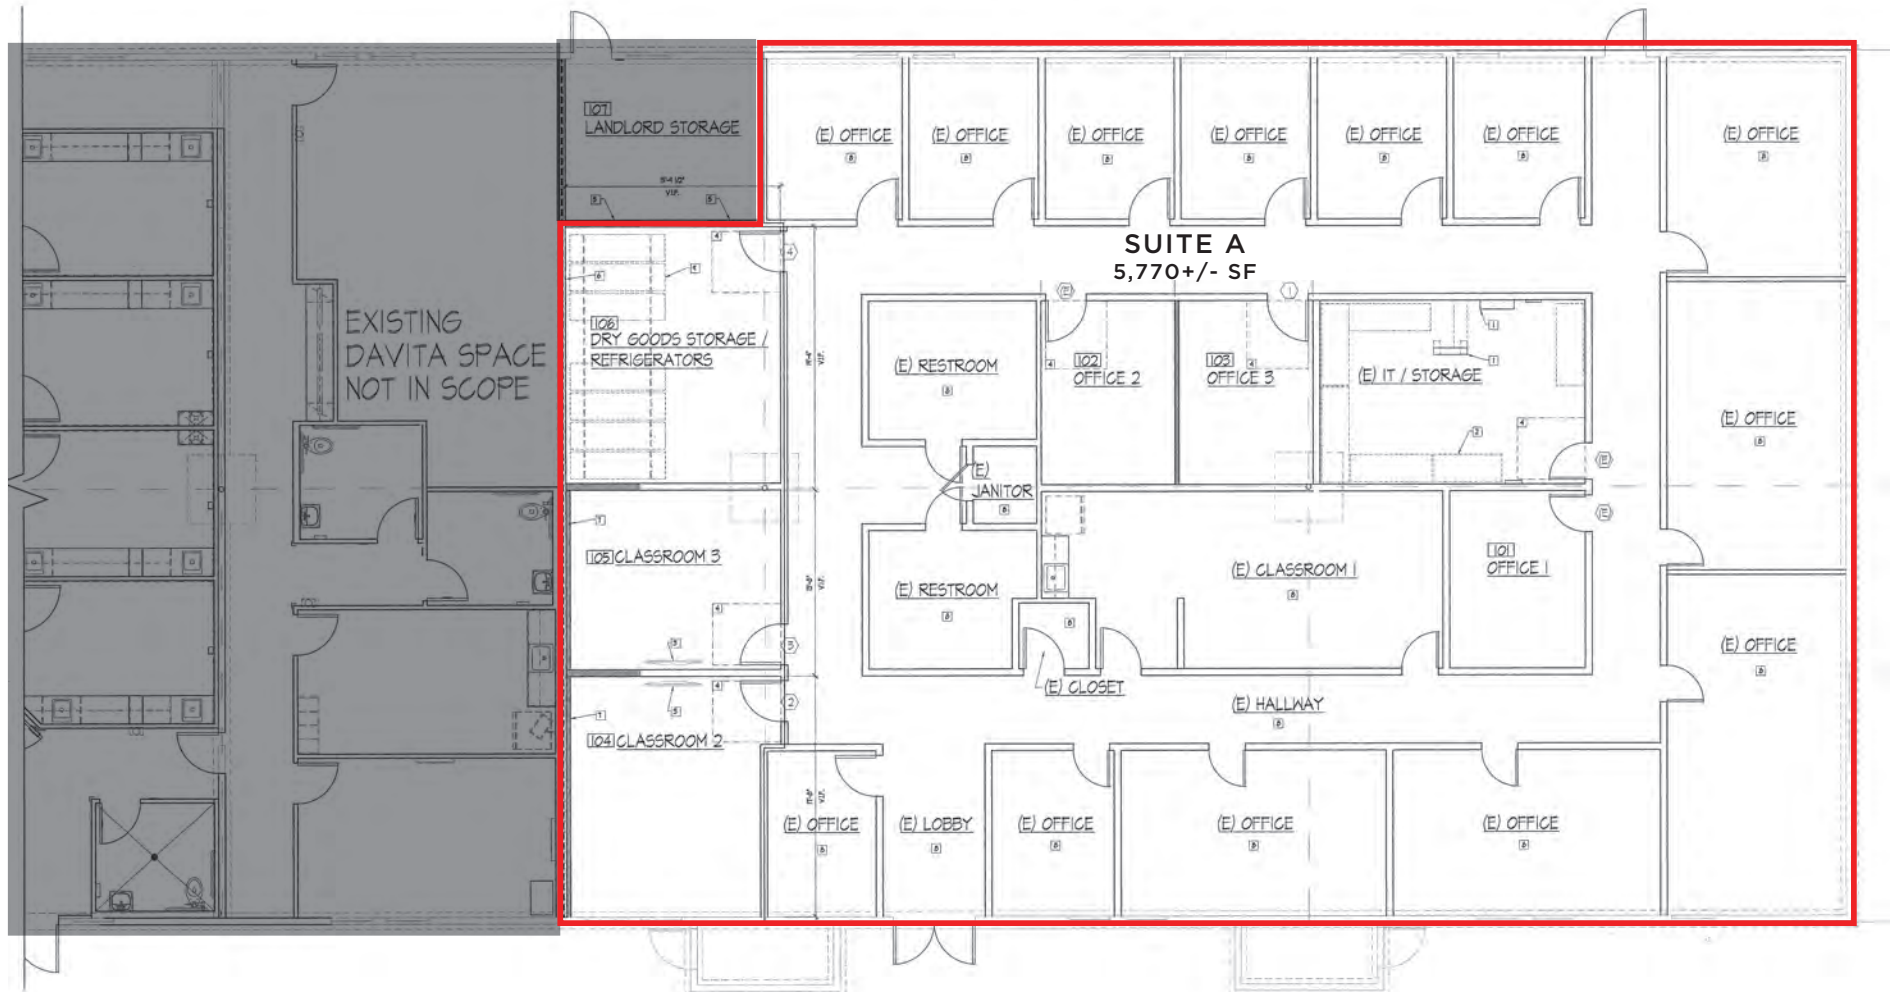 107
LANDLORD STORAGE
(E) OFFICE
(E) OFFICE
(E) OFFICE
(E) OFFICE
(E) OFFICE
(E) OFFICE
(E) OFFICE
V.I.F.
SUITE A
5,770+/- SF
EXISTING
DAVITA SPACE
NOT IN SCOPE
106
DRY GOODS STORAGE /
REFRIGERATORS
(E) RESTROOM
102
OFFICE 2
103
OFFICE 3
(E) IT / STORAGE
(E) OFFICE
(E)
JANITOR
105 CLASSROOM 3
(E) RESTROOM
(E) CLASSROOM 1
101
OFFICE 1
(E) OFFICE
(E) CLOSET
(E) HALLWAY
104 CLASSROOM 2
(E) OFFICE
(E) LOBBY
(E) OFFICE
(E) OFFICE
(E) OFFICE